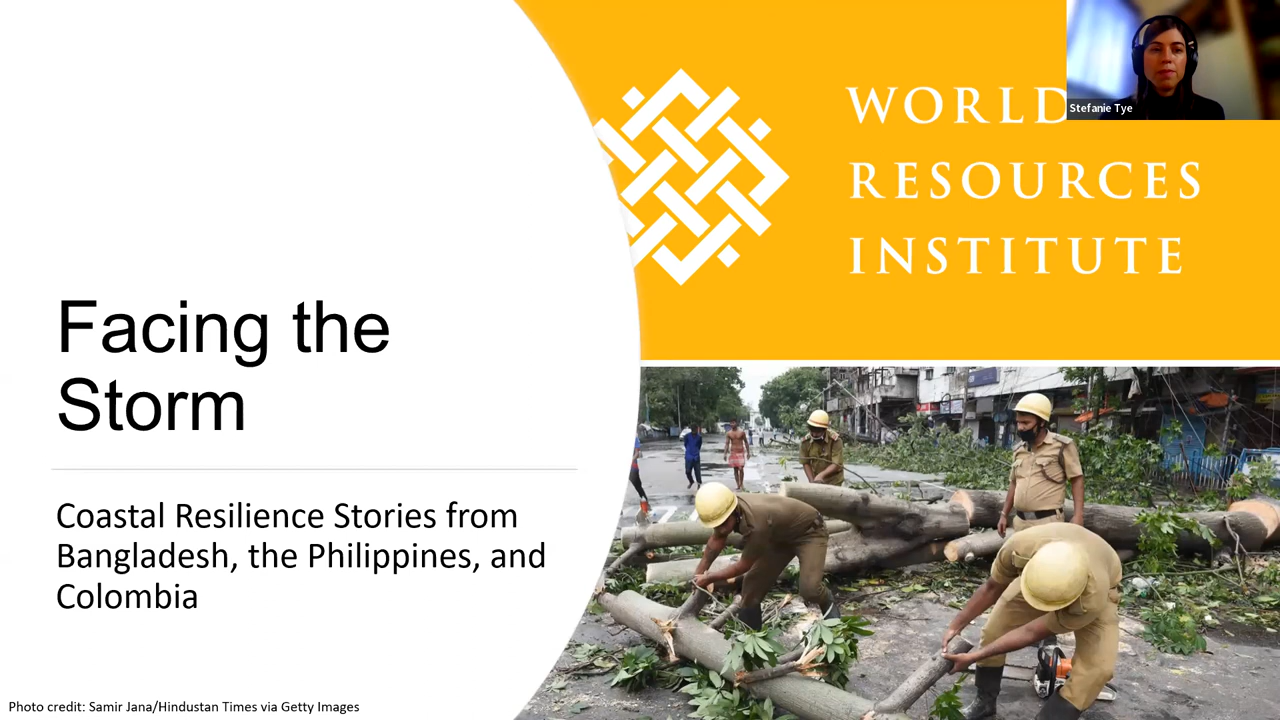 Facing the
Storm
Coastal Resilience Stories from
Bangladesh, the Philippines, and
Colombia
Photo credit: Samir Jana/Hindustan Times via Getty Images
WORLD
RESOURCES
INSTITUTE
Stefanie Tye